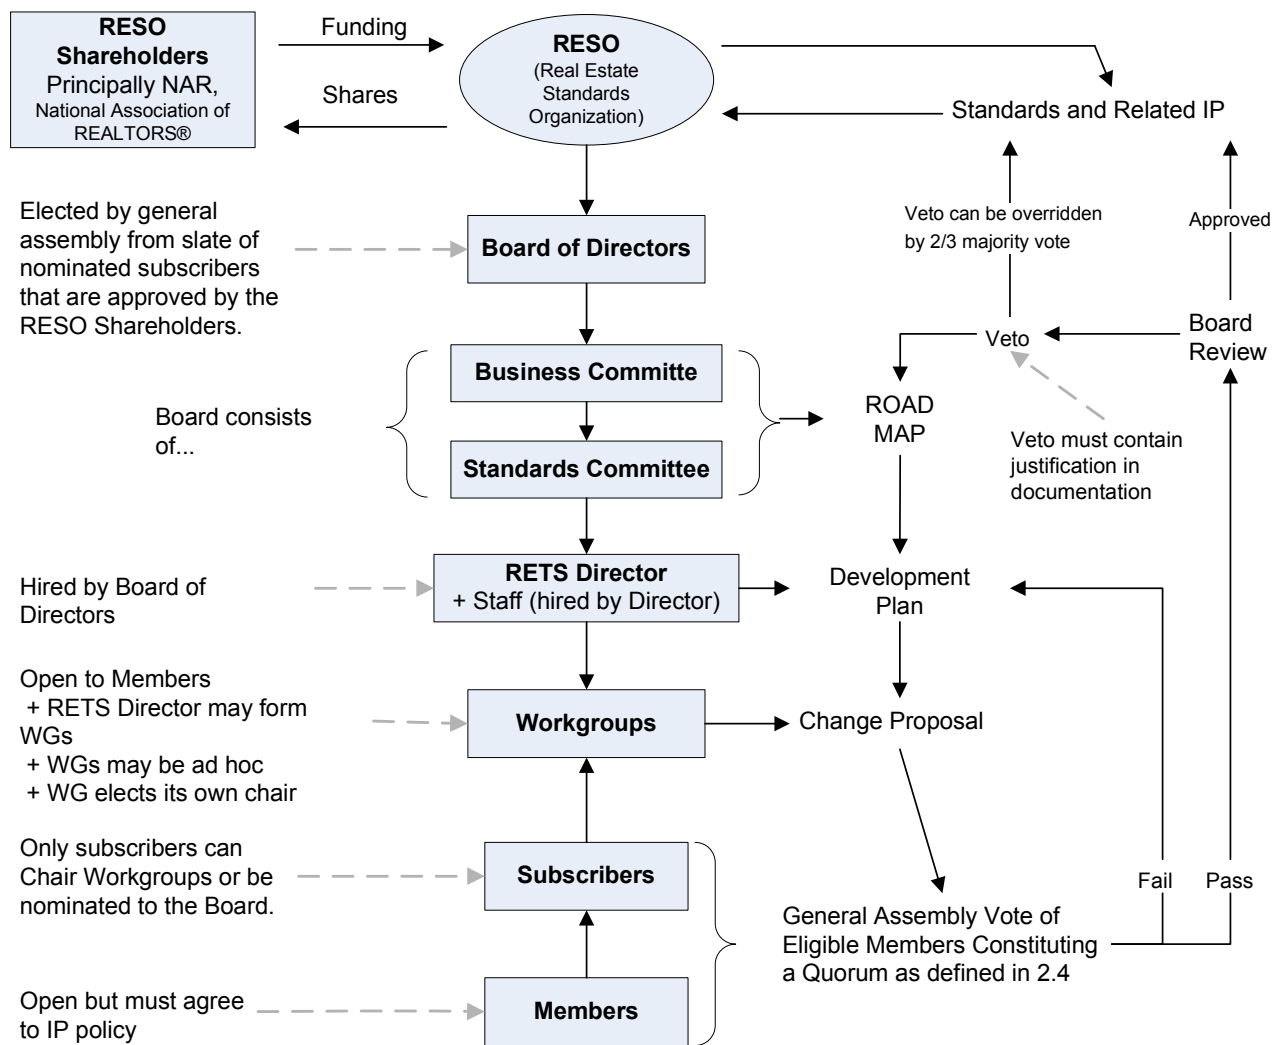 RESO
Shareholders
Principally NAR,
National Association of
REALTORS®
Funding
Shares
RESO
(Real Estate
Standards
Organization)
Standards and Related IP
Elected by general
assembly from slate of
nominated subscribers
that are approved by the
RESO Shareholders.
Board of Directors
Veto can be overridden
by 2/3 majority vote
Approved
Board consists
of...
Business Committe
Standards Committee
ROAD
MAP
Veto
Board
Review
Veto must contain
justification in
documentation
Hired by Board of
Directors
RETS Director
+ Staff (hired by Director)
Development
Plan
Open to Members
+ RETS Director may form
WGs
+ WGs may be ad hoc
+ WG elects its own chair
Workgroups
Change Proposal
Only subscribers can
Chair Workgroups or be
nominated to the Board.
Subscribers
Fail
Pass
General Assembly Vote of
Eligible Members Constituting
a Quorum as defined in 2.4
Open but must agree
to IP policy
Members